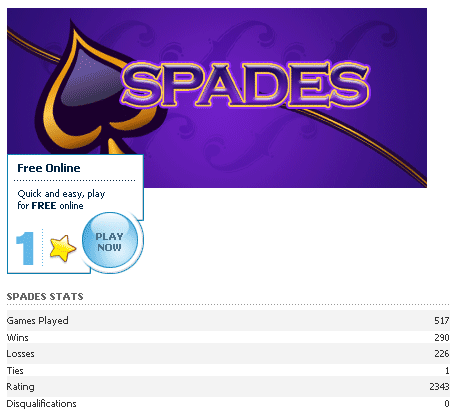 SPADES
Free Online
Quick and easy, play
for FREE online
1
PLAY
NOW
SPADES STATS
Games Played 517
Wins 290
Losses 226
Ties 1
Rating 2343
Disqualifications 0